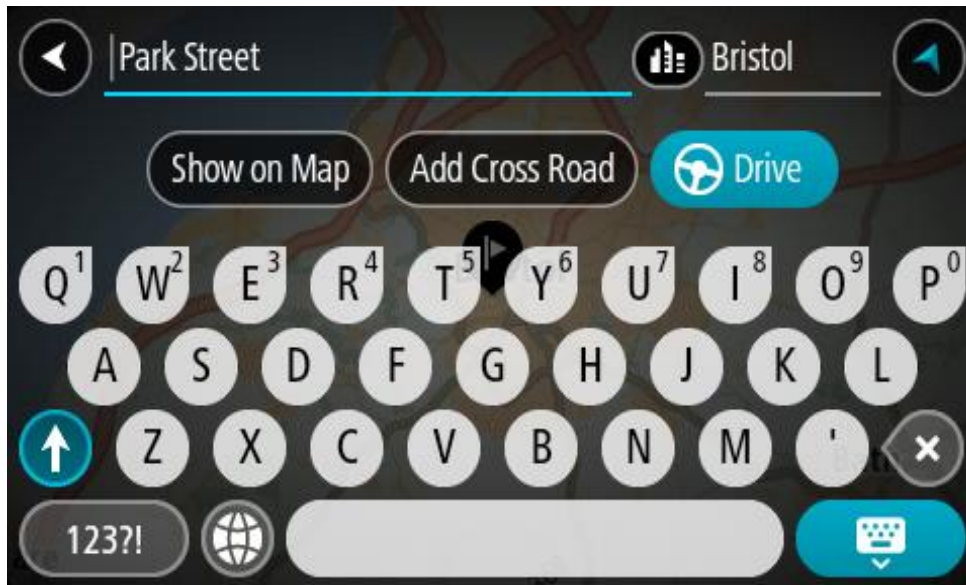 Park Street Bristol
Show on Map Add Cross Road Drive
Q1 W2 E3 R4 T5 Y6 U7 I8 O9 P0
A S D F G H J K L
Z X C V B N M '
123?!